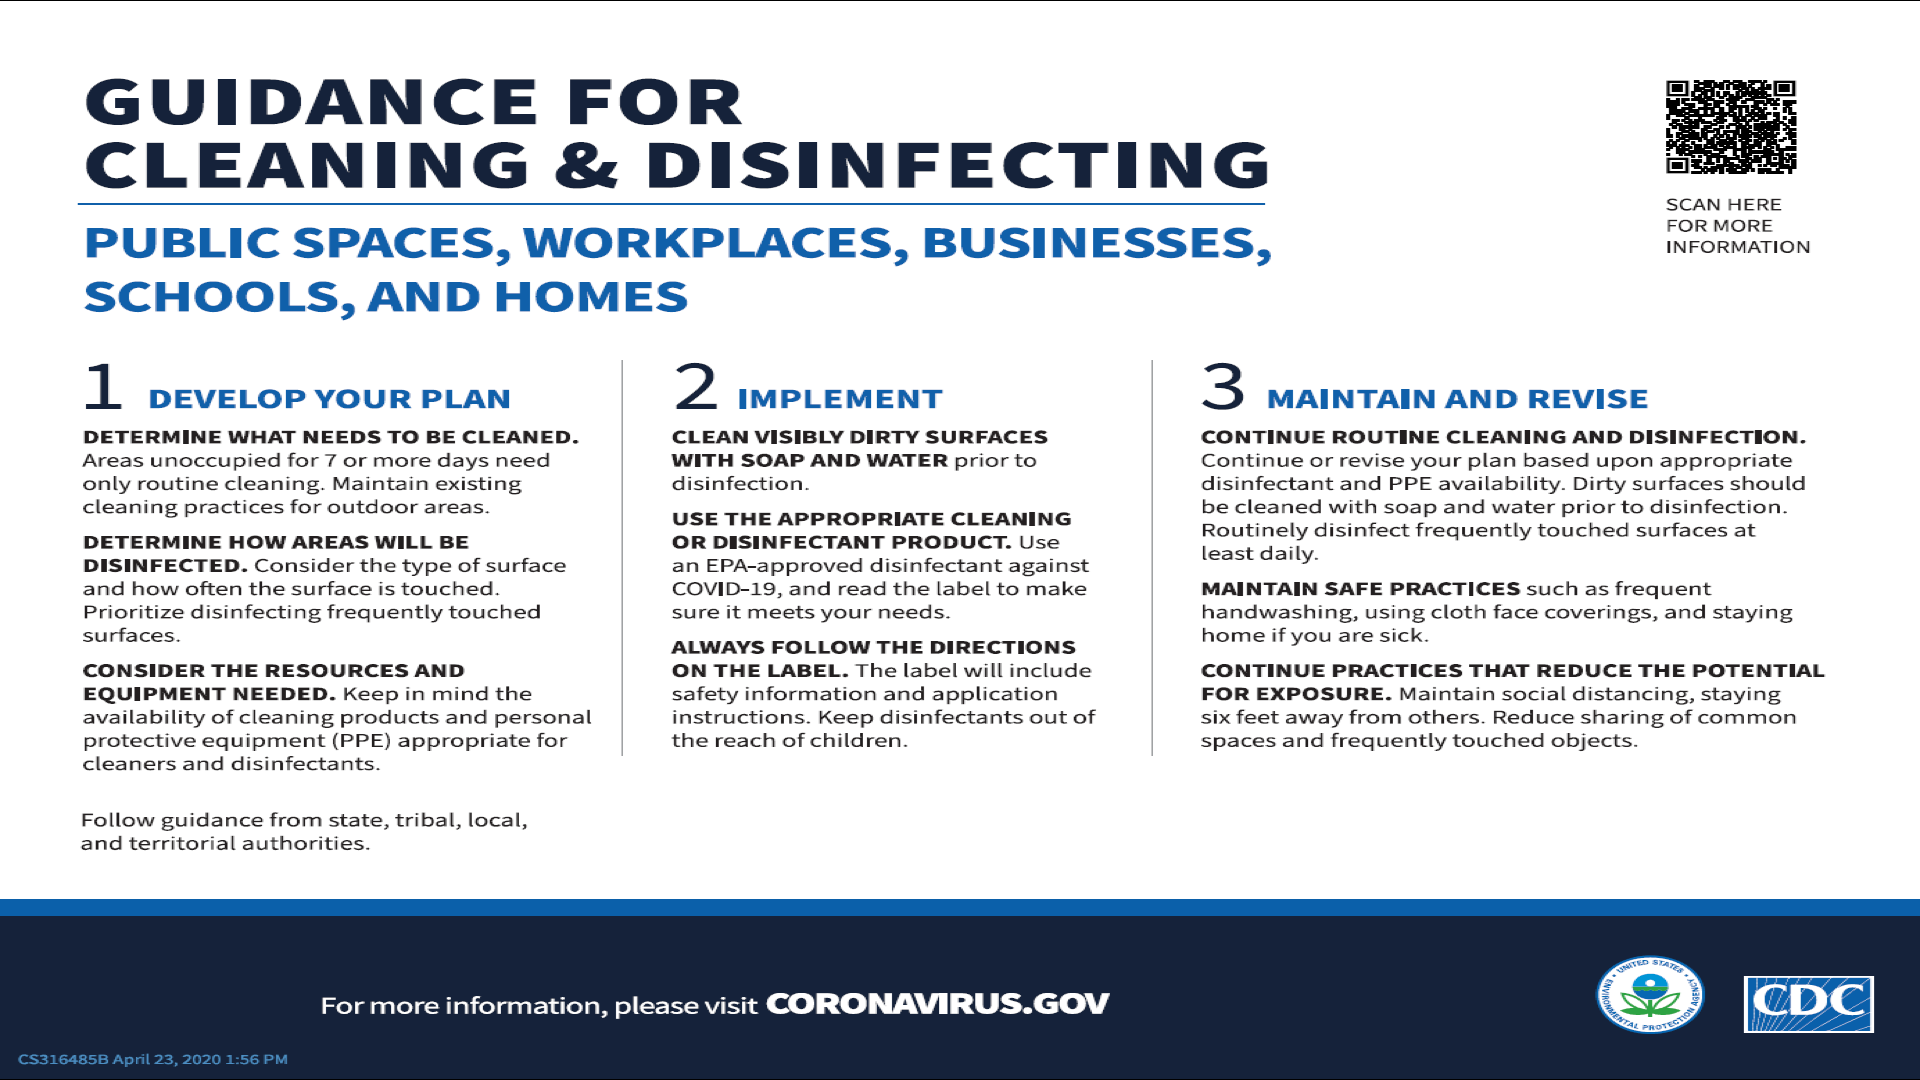 GUIDANCE FOR
CLEANING & DISINFECTING
PUBLIC SPACES, WORKPLACES, BUSINESSES,
SCHOOLS, AND HOMES
SCAN HERE
FOR MORE
INFORMATION
1 DEVELOP YOUR PLAN
DETERMINE WHAT NEEDS TO BE CLEANED.
Areas unoccupied for 7 or more days need
only routine cleaning. Maintain existing
cleaning practices for outdoor areas.
DETERMINE HOW AREAS WILL BE
DISINFECTED. Consider the type of surface
and how often the surface is touched.
Prioritize disinfecting frequently touched
surfaces.
CONSIDER THE RESOURCES AND
EQUIPMENT NEEDED. Keep in mind the
availability of cleaning products and personal
protective equipment (PPE) appropriate for
cleaners and disinfectants.
2 IMPLEMENT
CLEAN VISIBLY DIRTY SURFACES
WITH SOAP AND WATER prior to
disinfection.
USE THE APPROPRIATE CLEANING
OR DISINFECTANT PRODUCT. Use
an EPA-approved disinfectant against
COVID-19, and read the label to make
sure it meets your needs.
ALWAYS FOLLOW THE DIRECTIONS
ON THE LABEL. The label will include
safety information and application
instructions. Keep disinfectants out of
the reach of children.
3 MAINTAIN AND REVISE
CONTINUE ROUTINE CLEANING AND DISINFECTION.
Continue or revise your plan based upon appropriate
disinfectant and PPE availability. Dirty surfaces should
be cleaned with soap and water prior to disinfection.
Routinely disinfect frequently touched surfaces at
least daily.
MAINTAIN SAFE PRACTICES such as frequent
handwashing, using cloth face coverings, and staying
home if you are sick.
CONTINUE PRACTICES THAT REDUCE THE POTENTIAL
FOR EXPOSURE. Maintain social distancing, staying
six feet away from others. Reduce sharing of common
spaces and frequently touched objects.
Follow guidance from state, tribal, local,
and territorial authorities.
For more information, please visit CORONAVIRUS.GOV
UNITED STATES
ENVIRONMENTAL PROTECTION AGENCY
CDC
CS316485B April 23, 2020 1:56 PM